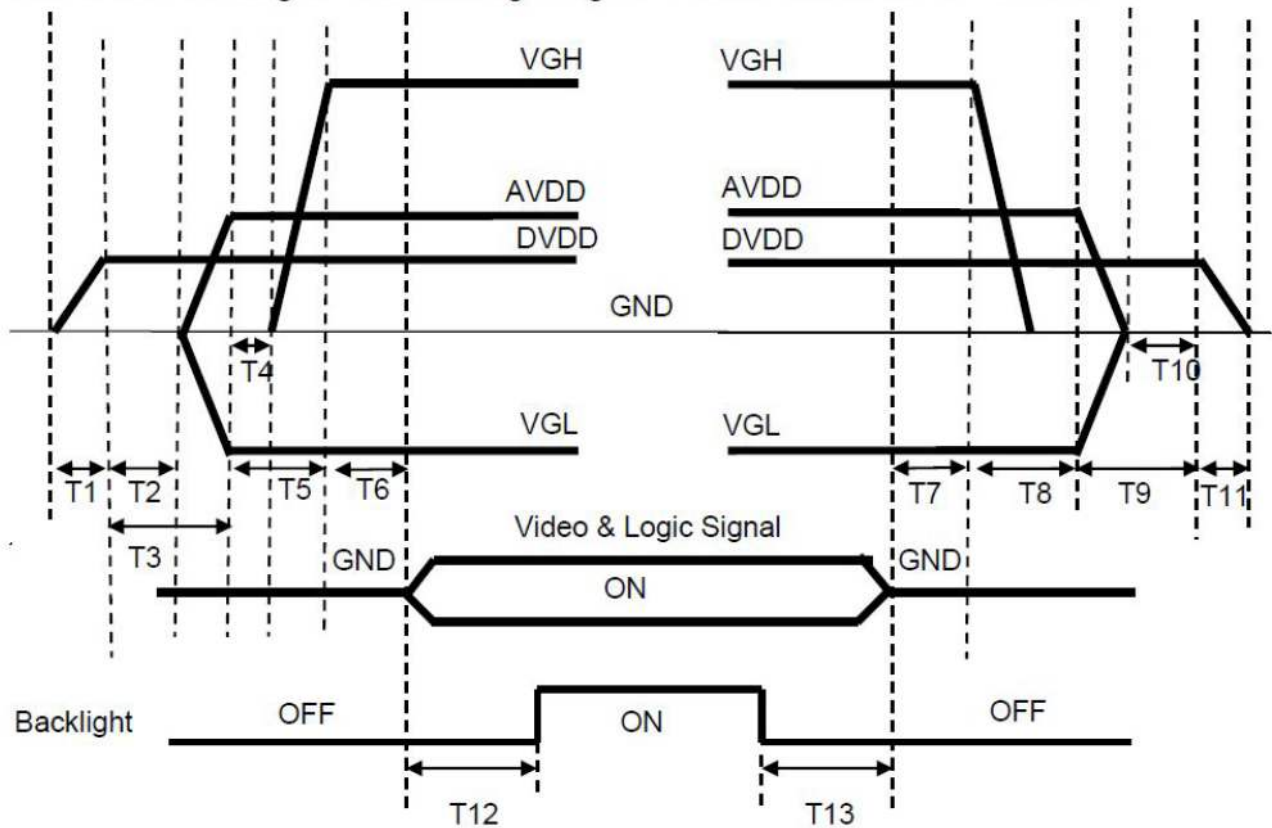 VGH VGH
AVDD AVDD
DVDD DVDD
GND
T4 T10
VGL VGL
T1 T2 T5 T6 T7 T8 T9 T11
T3
Video & Logic Signal
GND GND
ON
Backlight OFF ON OFF
T12 T13